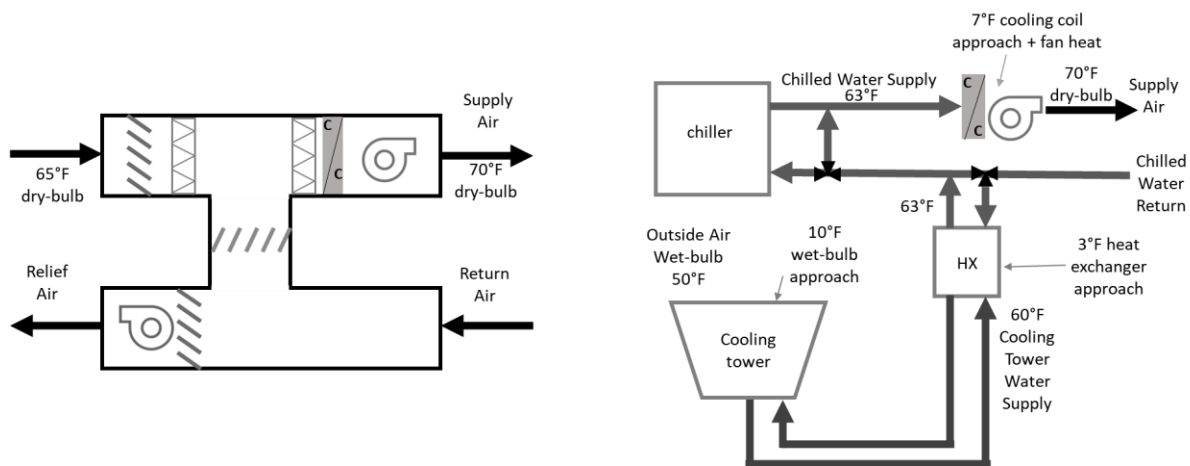 65°F
dry-bulb
C
C
Supply
Air
70°F
dry-bulb
Relief
Air
Return
Air
7°F cooling coil
approach + fan heat
chiller
Chilled Water Supply
63°F
C
C
70°F
dry-bulb
Supply
Air
Chilled
Water
Return
63°F
Outside Air
Wet-bulb
50°F
10°F
wet-bulb
approach
HX
3°F heat
exchanger
approach
Cooling
tower
60°F
Cooling
Tower
Water
Supply